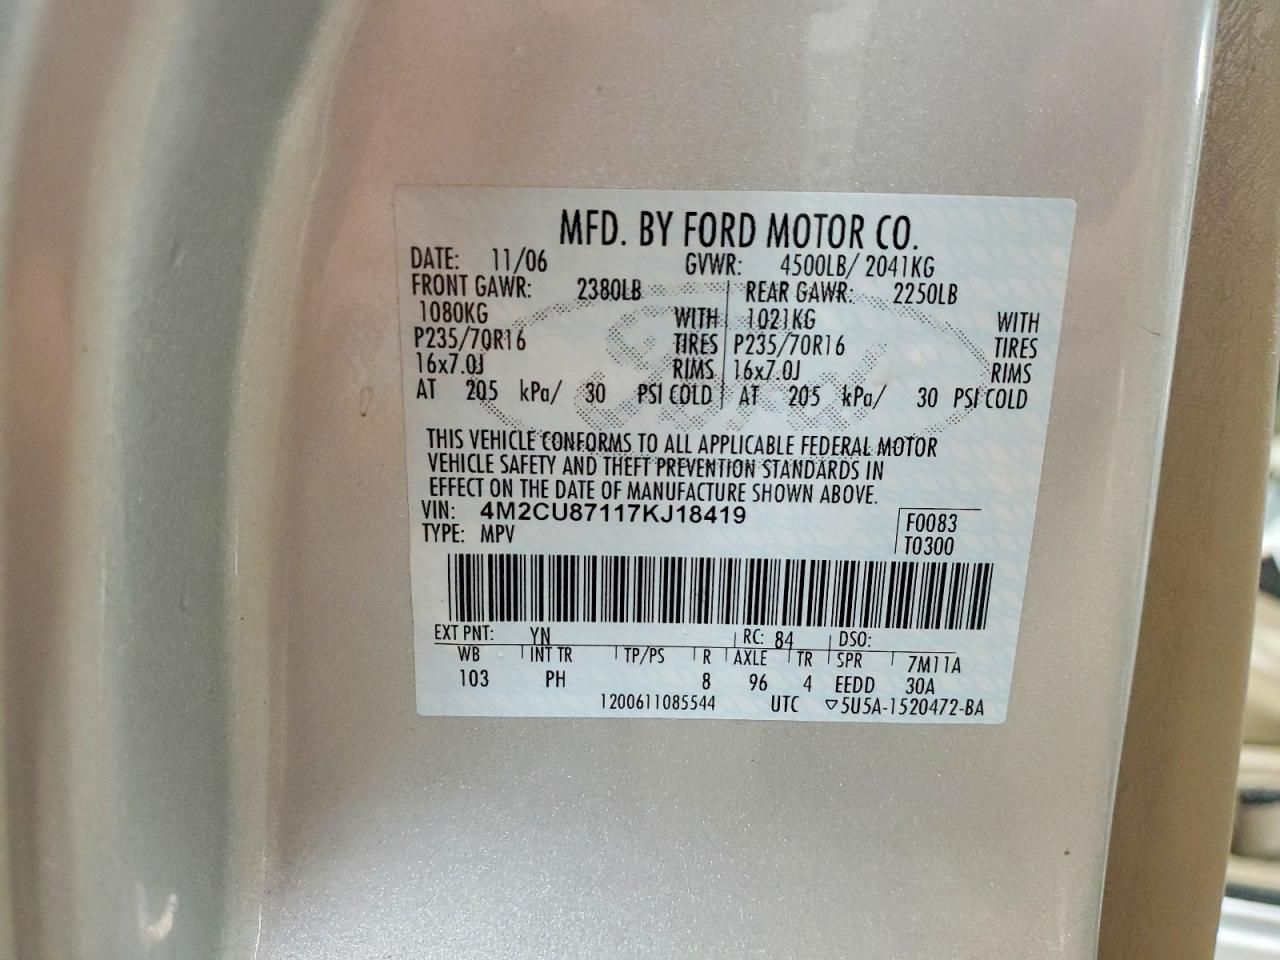 MFD. BY FORD MOTOR CO.
DATE: 11/06 GVWR: 4500LB/ 2041KG
FRONT GAWR: 2380LB REAR GAWR: 2250LB
1080KG WITH 1021KG WITH
P235/70R16 TIRES P235/70R16 TIRES
16x7.0J RIMS 16x7.0J RIMS
AT 205 kPa/ 30 PSI COLD AT 205 kPa/ 30 PSI COLD
THIS VEHICLE CONFORMS TO ALL APPLICABLE FEDERAL MOTOR
VEHICLE SAFETY AND THEFT PREVENTION STANDARDS IN
EFFECT ON THE DATE OF MANUFACTURE SHOWN ABOVE.
VIN: 4M2CU87117KJ18419 F0083
TYPE: MPV T0300
EXT PNT: YN RC: 84 DSO:
WB INT TR TP/PS R AXLE TR SPR 7M11A
103 PH 8 96 4 EEDD 30A
1200611085544 UTC ▽5U5A-1520472-BA